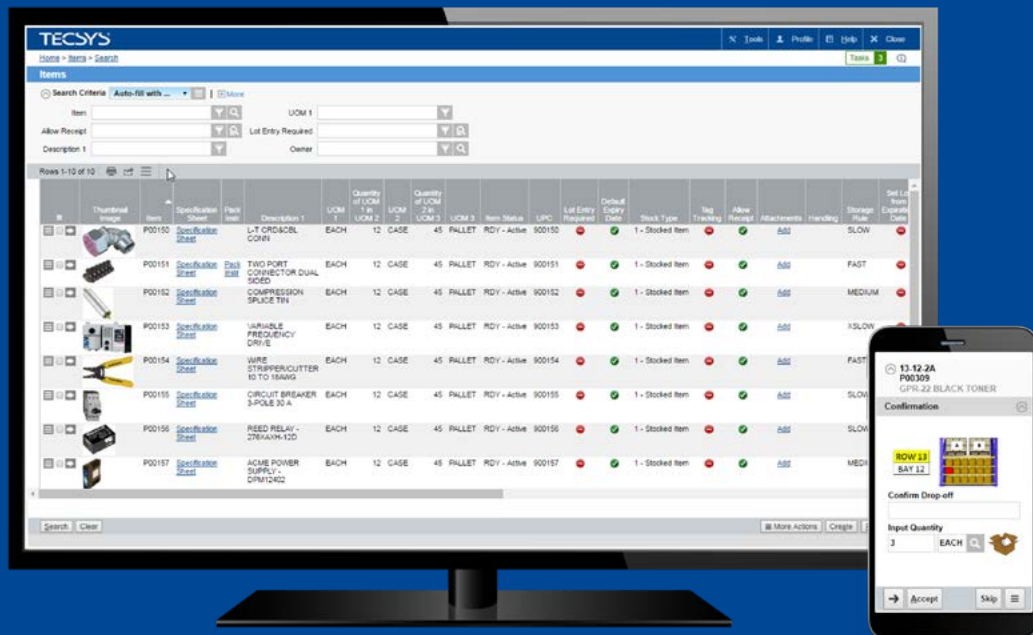 TECSYS
Tools Profile Help Close
Home > Items > Search
Tasks 3
Items
Search Criteria Auto-fill with ... More
Item UOM 1
Allow Receipt Lot Entry Required
Description 1 Owner
Rows 1-10 of 10
Thumbnail Image Item Specification Sheet Pack Instr Description 1 UOM 1 Quantity of UOM 1 in UOM 2 UOM 2 Quantity of UOM 2 in UOM 3 UOM 3 Item Status UPC Lot Entry Required Default Expiry Date Stock Type Tag Tracking Allow Receipt Attachments Handling Storage Rule Set Lo from Expiratio Date
P00150 Specification Sheet L-T CRD&CBL CONN EACH 12 CASE 45 PALLET RDY - Active 900150 1 - Stocked Item Add SLOW
P00151 Specification Sheet Pack Instr TWO PORT CONNECTOR DUAL SIDED EACH 12 CASE 45 PALLET RDY - Active 900151 1 - Stocked Item Add FAST
P00152 Specification Sheet COMPRESSION SPLICE TIN EACH 12 CASE 45 PALLET RDY - Active 900152 1 - Stocked Item Add MEDIUM
P00153 Specification Sheet VARIABLE FREQUENCY DRIVE EACH 12 CASE 45 PALLET RDY - Active 900153 1 - Stocked Item Add XSLOW
P00154 Specification Sheet WIRE STRIPPER/CUTTER 10 TO 18AWG EACH 12 CASE 45 PALLET RDY - Active 900154 1 - Stocked Item Add FAST
P00155 Specification Sheet CIRCUIT BREAKER 3-POLE 30 A EACH 12 CASE 45 PALLET RDY - Active 900155 1 - Stocked Item Add SLOW
P00156 Specification Sheet REED RELAY - 276XAXH-12D EACH 12 CASE 45 PALLET RDY - Active 900156 1 - Stocked Item Add SLOW
P00157 Specification Sheet ACME POWER SUPPLY - DPM12402 EACH 12 CASE 45 PALLET RDY - Active 900157 1 - Stocked Item Add MEDI
Search Clear More Actions Create
13-12-2A
P00309
GPR-22 BLACK TONER
Confirmation
A B
ROW 13
BAY 12
Confirm Drop-off
Input Quantity
3 EACH
Accept Skip